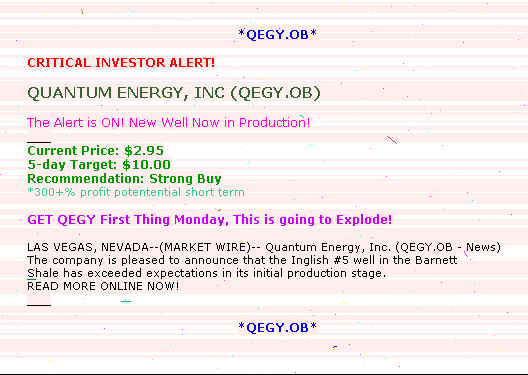 *QEGY.OB*
CRITICAL INVESTOR ALERT!
QUANTUM ENERGY, INC (QEGY.OB)
The Alert is ON! New Well Now in Production!
Current Price: $2.95
5-day Target: $10.00
Recommendation: Strong Buy
*300+% profit potentential short term
GET QEGY First Thing Monday, This is going to Explode!
LAS VEGAS, NEVADA--(MARKET WIRE)-- Quantum Energy, Inc. (QEGY.OB - News)
The company is pleased to announce that the Inglish #5 well in the Barnett
Shale has exceeded expectations in its initial production stage.
READ MORE ONLINE NOW!
*QEGY.OB*